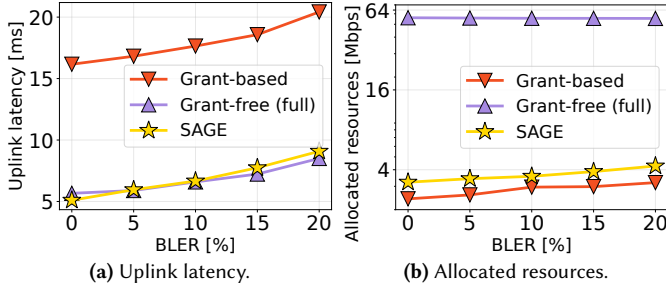 Uplink latency [ms]
20
15
10
5
Grant-based
Grant-free (full)
SAGE
0 5 10 15 20
BLER [%]
(a) Uplink latency.
Allocated resources [Mbps]
64
16
4
Grant-based
Grant-free (full)
SAGE
0 5 10 15 20
BLER [%]
(b) Allocated resources.